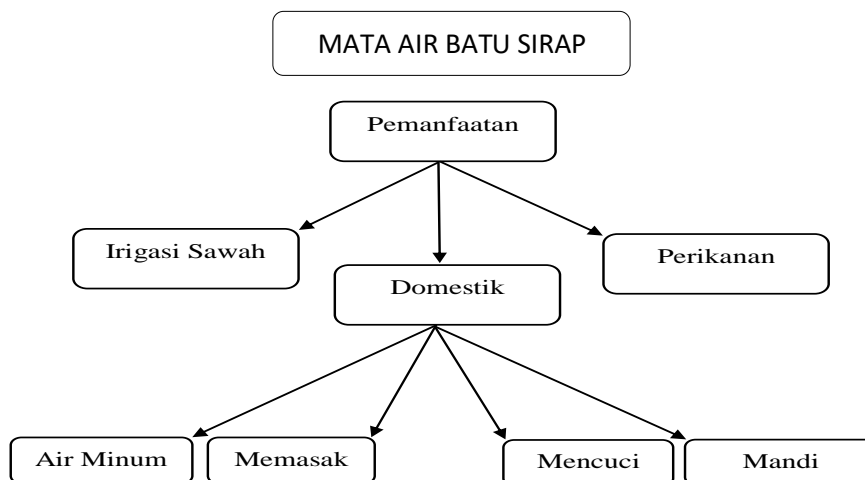 MATA AIR BATU SIRAP
Pemanfaatan
Irigasi Sawah
Perikanan
Domestik
Air Minum
Memasak
Mencuci
Mandi